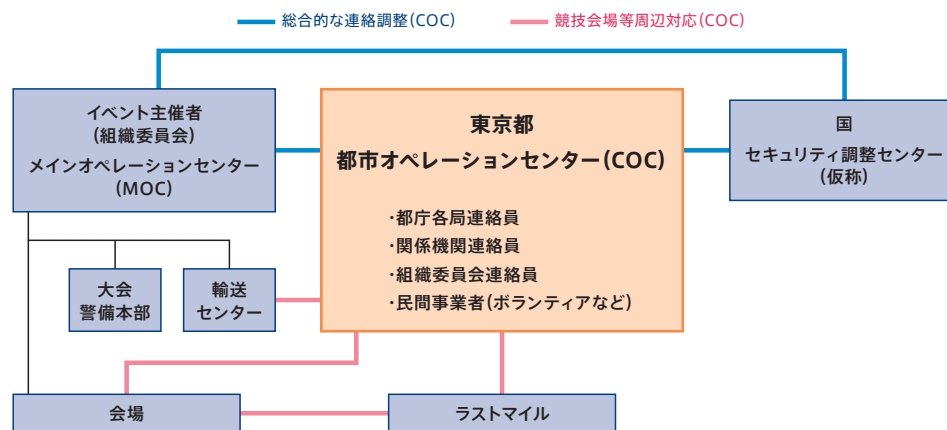 総合的な連絡調整(COC)
競技会場等周辺対応(COC)
イベント主催者
(組織委員会)
メインオペレーションセンター
(MOC)
東京都
都市オペレーションセンター(COC)
・都庁各局連絡員
・関係機関連絡員
・組織委員会連絡員
・民間事業者(ボランティアなど)
国
セキュリティ調整センター
(仮称)
大会
警備本部
輸送
センター
会場
ラストマイル